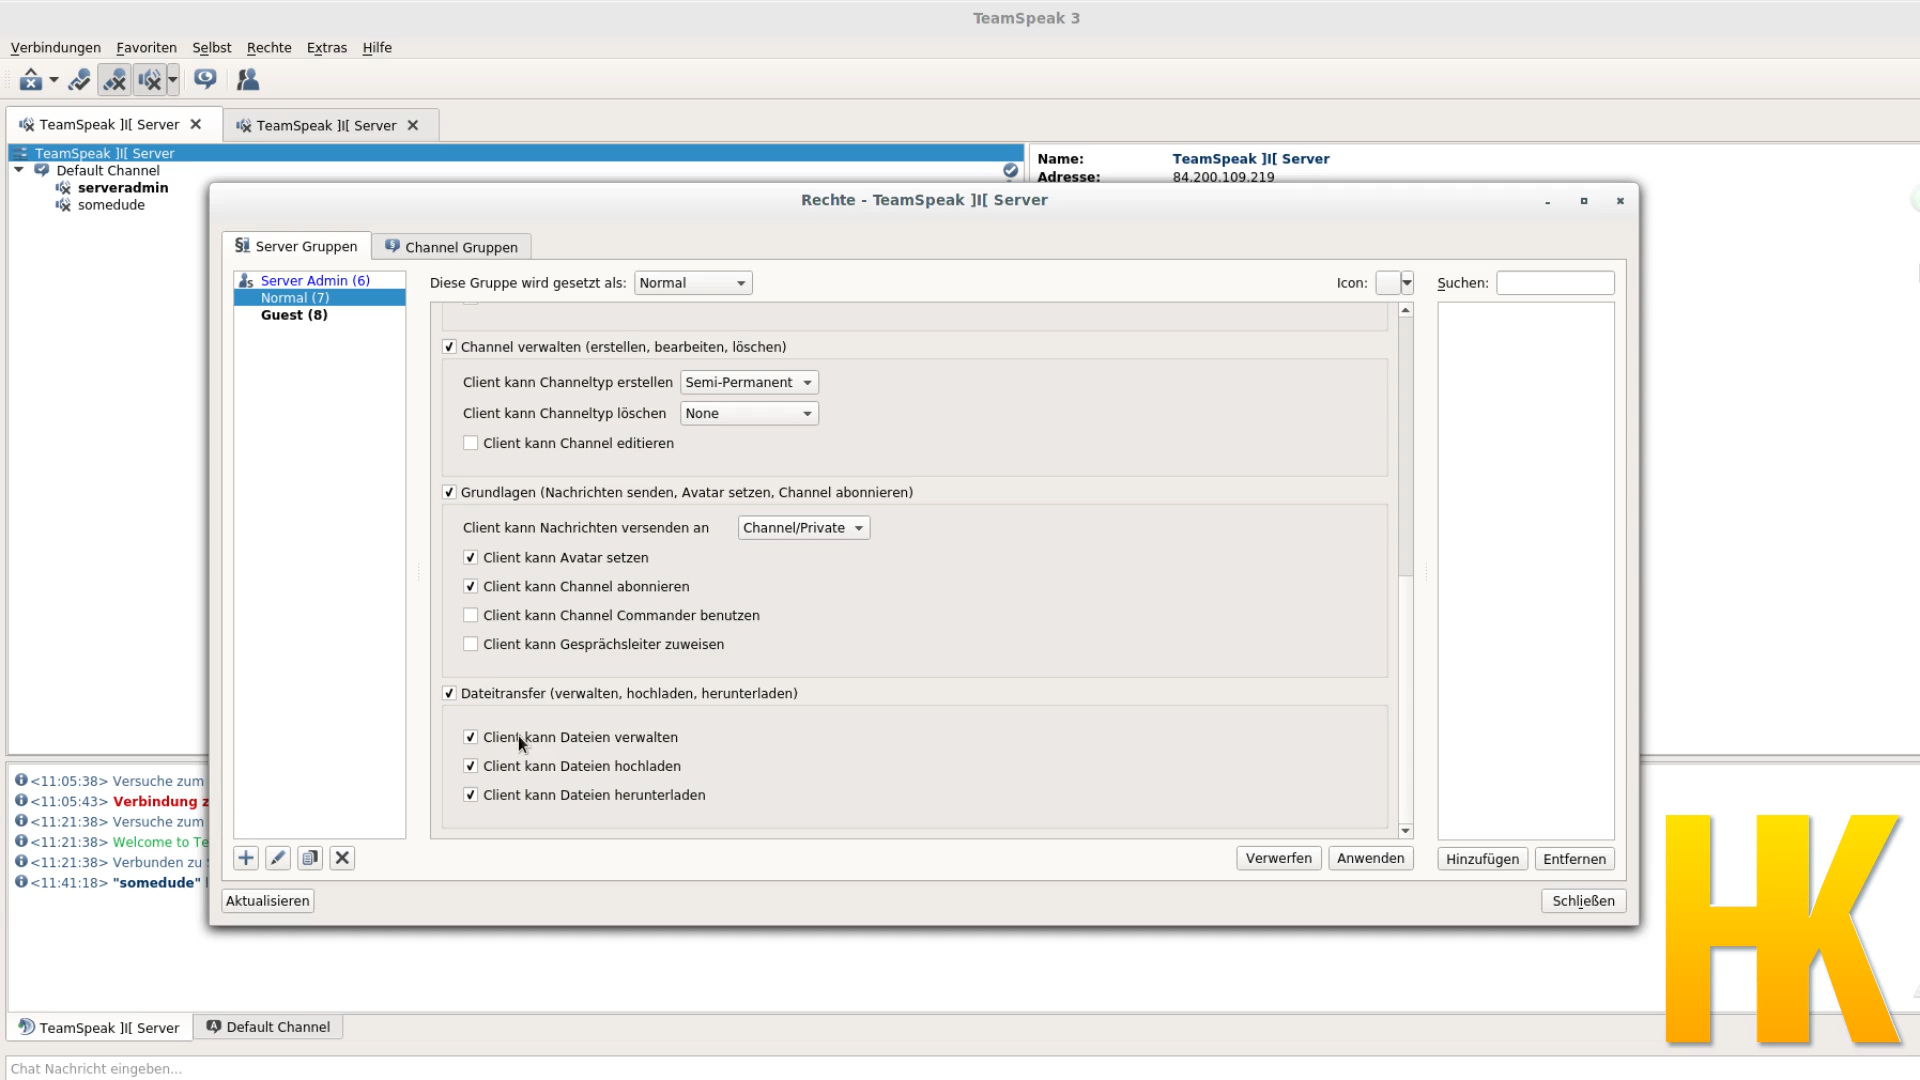 TeamSpeak 3
Verbindungen Favoriten Selbst Rechte Extras Hilfe
TeamSpeak ]I[ Server TeamSpeak ]I[ Server
TeamSpeak ]I[ Server
Default Channel
serveradmin
somedude
Name: TeamSpeak ]I[ Server
Adresse: 84.200.109.219
Rechte - TeamSpeak ]I[ Server
Server Gruppen Channel Gruppen
Server Admin (6)
Normal (7)
Guest (8)
Diese Gruppe wird gesetzt als: Normal Icon: Suchen:
Channel verwalten (erstellen, bearbeiten, löschen)
Client kann Channeltyp erstellen Semi-Permanent
Client kann Channeltyp löschen None
Client kann Channel editieren
Grundlagen (Nachrichten senden, Avatar setzen, Channel abonnieren)
Client kann Nachrichten versenden an Channel/Private
Client kann Avatar setzen
Client kann Channel abonnieren
Client kann Channel Commander benutzen
Client kann Gesprächsleiter zuweisen
Dateitransfer (verwalten, hochladen, herunterladen)
Client kann Dateien verwalten
Client kann Dateien hochladen
Client kann Dateien herunterladen
Verwerfen Anwenden Hinzufügen Entfernen
Aktualisieren Schließen
<11:05:38> Versuche zum
<11:05:43> Verbindung z
<11:21:38> Versuche zum
<11:21:38> Welcome to Te
<11:21:38> Verbunden zu
<11:41:18> "somedude"
HK
TeamSpeak ]I[ Server Default Channel
Chat Nachricht eingeben...